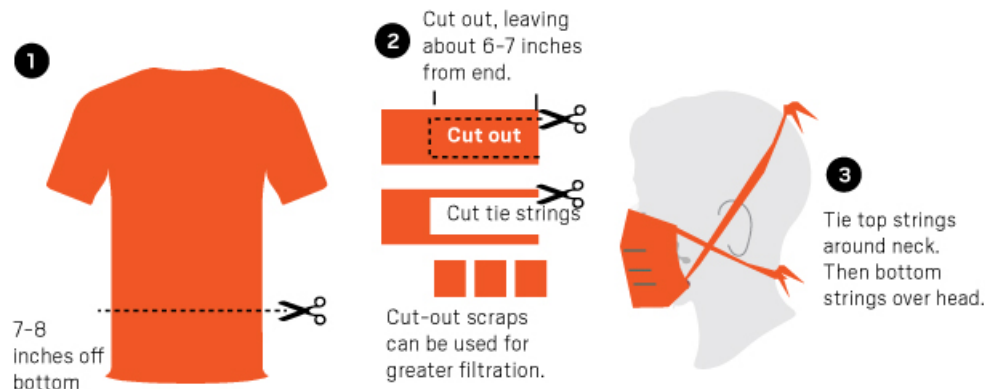 1
7-8
inches off
bottom
2
Cut out, leaving
about 6-7 inches
from end.
Cut out
Cut tie strings
Cut-out scraps
can be used for
greater filtration.
3
Tie top strings
around neck.
Then bottom
strings over head.